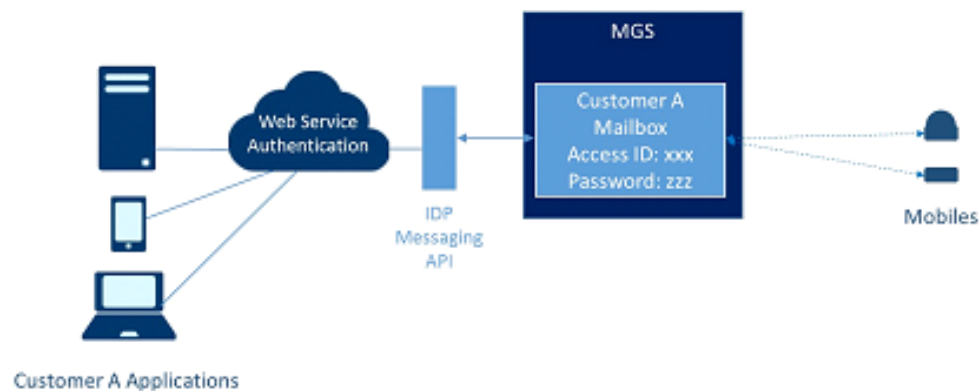 MGS
Web Service
Authentication
Customer A
Mailbox
Access ID: xxx
Password: zzz
IDP
Messaging
API
Mobiles
Customer A Applications